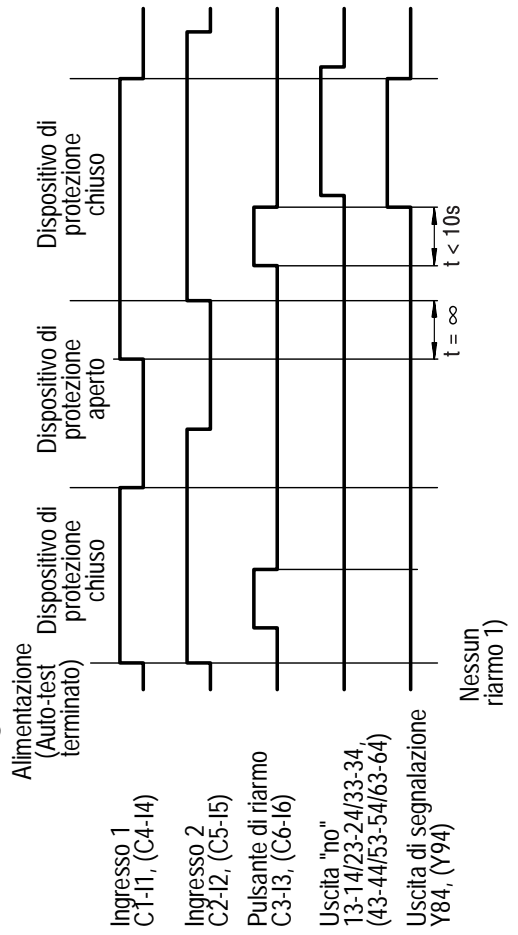 Alimentazione
(Auto-test
terminato)
Dispositivo di
protezione
chiuso
Dispositivo di
protezione
aperto
Dispositivo di
protezione
chiuso
Ingresso 1
C1-I1, (C4-I4)
Ingresso 2
C2-I2, (C5-I5)
Pulsante di riarmo
C3-I3, (C6-I6)
Uscita "no"
13-14/23-24/33-34,
(43-44/53-54/63-64)
Uscita di segnalazione
Y84, (Y94)
t = ∞
t < 10s
Nessun
riarmo 1)